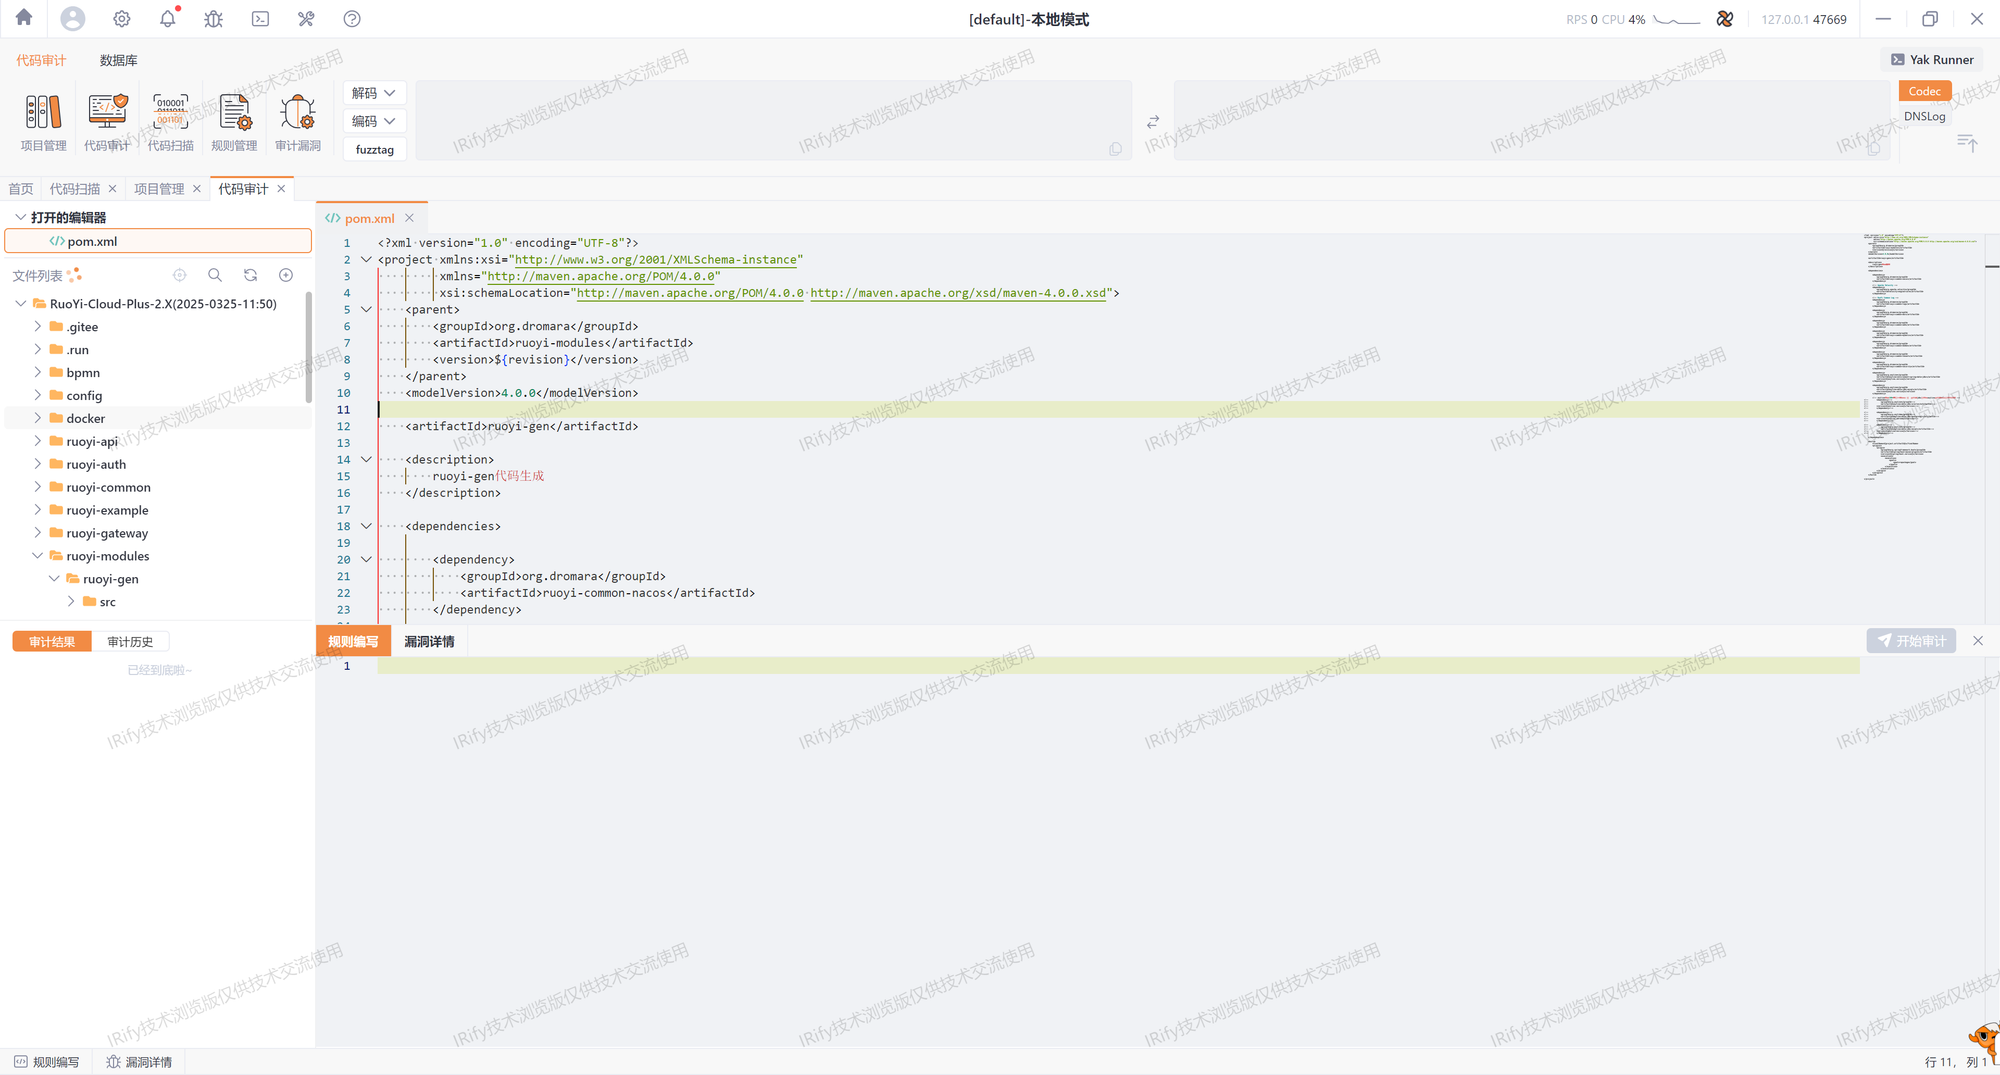 [default]-本地模式
RPS 0 CPU 4%
127.0.0.1 47669
代码审计
数据库
Yak Runner
项目管理
代码审计
代码扫描
规则管理
审计漏洞
解码
编码
fuzztag
Codec
DNSLog
首页
代码扫描
项目管理
代码审计
打开的编辑器
</> pom.xml
文件列表
RuoYi-Cloud-Plus-2.X(2025-0325-11:50)
.gitee
.run
bpmn
config
docker
ruoyi-api
ruoyi-auth
ruoyi-common
ruoyi-example
ruoyi-gateway
ruoyi-modules
ruoyi-gen
src
审计结果
审计历史
已经到底啦~
</> pom.xml
1 <?xml version="1.0" encoding="UTF-8"?>
2 <project xmlns:xsi="http://www.w3.org/2001/XMLSchema-instance"
3 xmlns="http://maven.apache.org/POM/4.0.0"
4 xsi:schemaLocation="http://maven.apache.org/POM/4.0.0 http://maven.apache.org/xsd/maven-4.0.0.xsd">
5 <parent>
6 <groupId>org.dromara</groupId>
7 <artifactId>ruoyi-modules</artifactId>
8 <version>${revision}</version>
9 </parent>
10 <modelVersion>4.0.0</modelVersion>
11
12 <artifactId>ruoyi-gen</artifactId>
13
14 <description>
15 ruoyi-gen代码生成
16 </description>
17
18 <dependencies>
19
20 <dependency>
21 <groupId>org.dromara</groupId>
22 <artifactId>ruoyi-common-nacos</artifactId>
23 </dependency>
规则编写
漏洞详情
开始审计
1
规则编写
漏洞详情
行 11, 列 1
IRify技术浏览版仅供技术交流使用